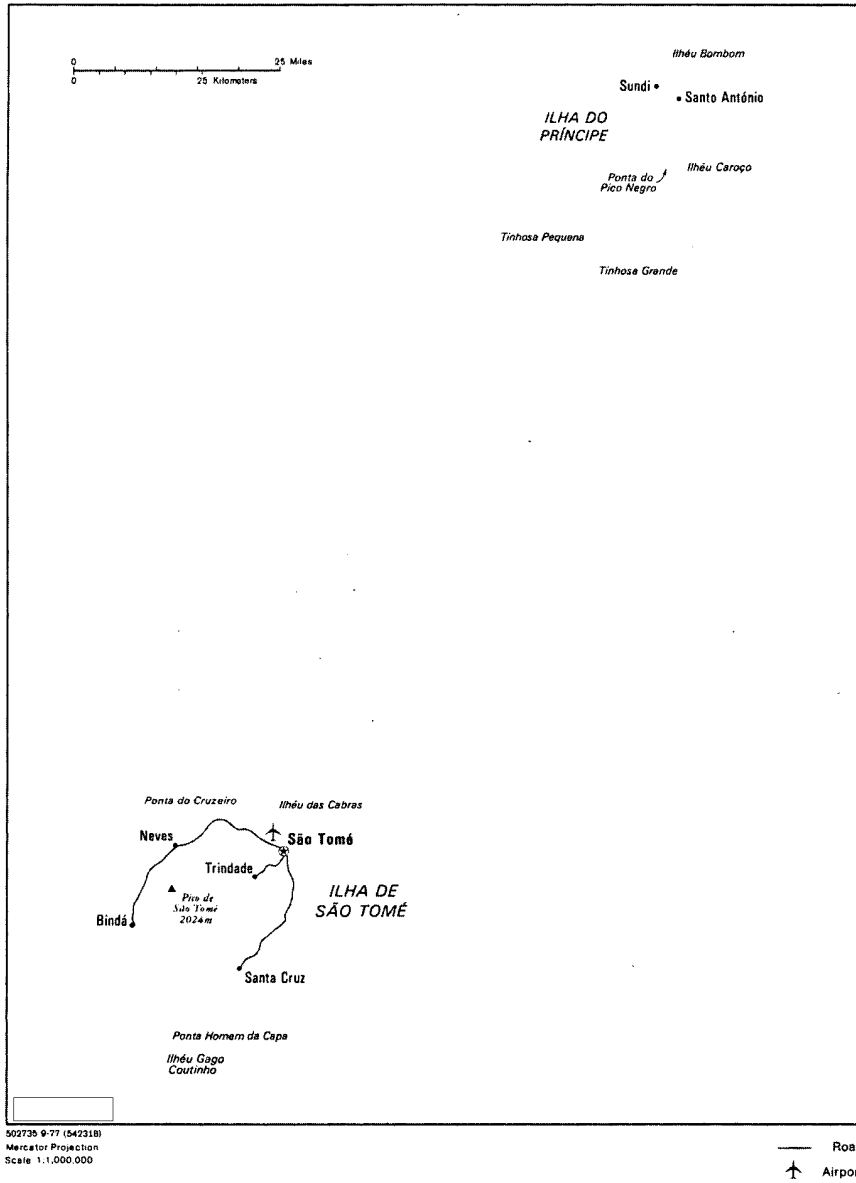 0 25 Miles
0 25 Kilometers
Ilhéu Bombom
Sundi
Santo António
ILHA DO
PRÍNCIPE
Ilhéu Caroço
Ponta do
Pico Negro
Tinhosa Pequena
Tinhosa Grande
Ponta do Cruzeiro
Ilhéu das Cabras
Neves
São Tomé
Trindade
Pico de
São Tomé
2024m
ILHA DE
SÃO TOMÉ
Bindá
Santa Cruz
Ponta Homem da Capa
Ilhéu Gago
Coutinho
502735 9-77 (542318)
Mercator Projection
Scale 1:1,000,000
Roa
Airpor